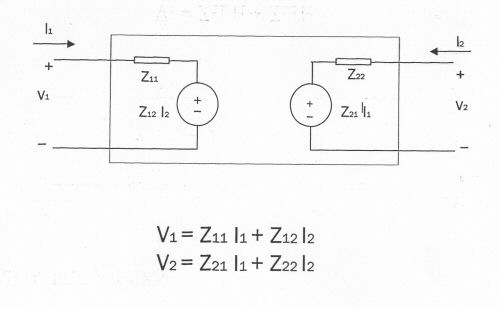 I1
I2
+
+
Z11
Z22
V1
Z12 I2
+
−
+
−
Z21 I1
V2
−
−
V1 = Z11 I1 + Z12 I2
V2 = Z21 I1 + Z22 I2